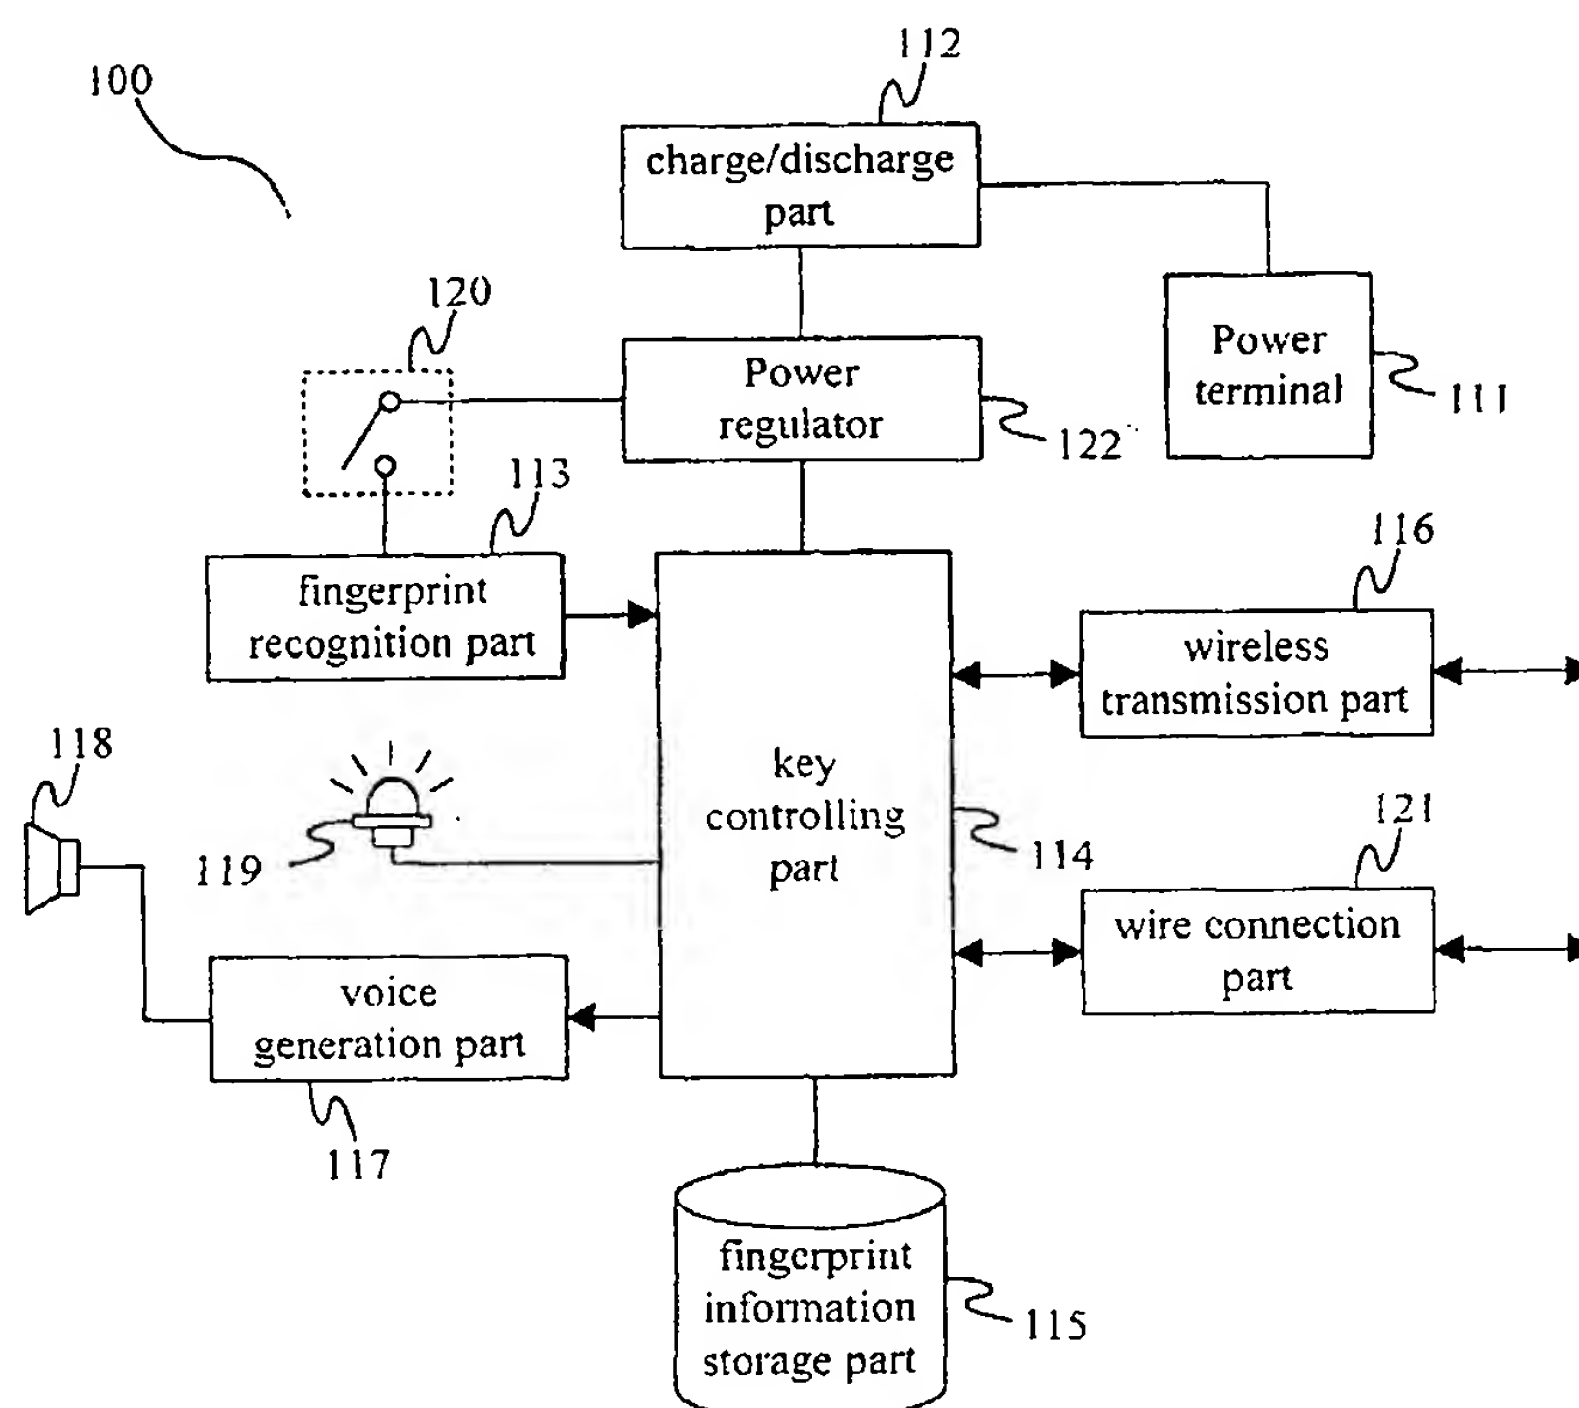 112
100
charge/discharge
part
120
Power
terminal
111
Power
regulator
122
113
116
fingerprint
recognition part
wireless
transmission part
118
key
controlling
part
121
119
114
wire connection
part
voice
generation part
117
fingerprint
information
storage part
115